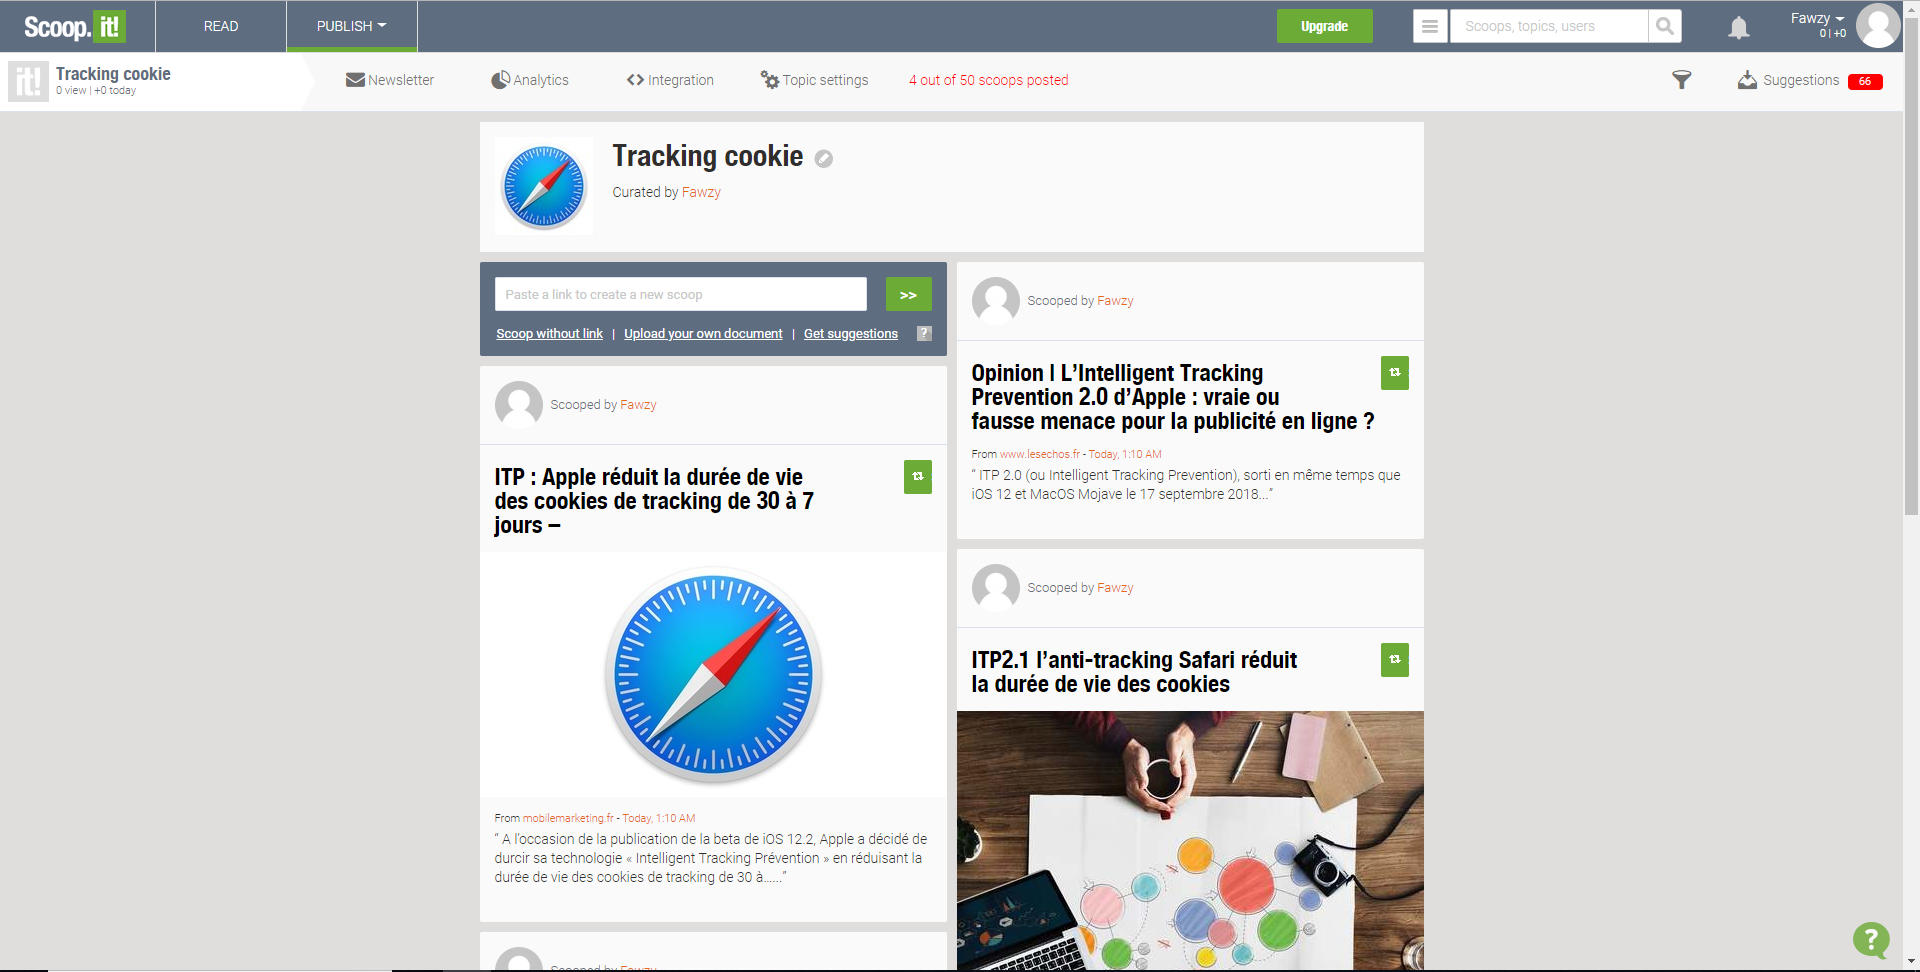 Scoop.it!
READ
PUBLISH
Upgrade
Scoops, topics, users
Fawzy
0 | +0
it!
Tracking cookie
0 view | +0 today
Newsletter
Analytics
Integration
Topic settings
4 out of 50 scoops posted
Suggestions
66
Tracking cookie
Curated by Fawzy
Paste a link to create a new scoop
>>
Scoop without link | Upload your own document | Get suggestions ?
Scooped by Fawzy
ITP : Apple réduit la durée de vie
des cookies de tracking de 30 à 7
jours –
From mobilemarketing.fr - Today, 1:10 AM
“ A l’occasion de la publication de la beta de iOS 12.2, Apple a décidé de
durcir sa technologie « Intelligent Tracking Prévention » en réduisant la
durée de vie des cookies de tracking de 30 à......”
Scooped by Fawzy
Scooped by Fawzy
Opinion | L’Intelligent Tracking
Prevention 2.0 d’Apple : vraie ou
fausse menace pour la publicité en ligne ?
From www.lesechos.fr - Today, 1:10 AM
“ ITP 2.0 (ou Intelligent Tracking Prevention), sorti en même temps que
iOS 12 et MacOS Mojave le 17 septembre 2018...”
Scooped by Fawzy
ITP2.1 l’anti-tracking Safari réduit
la durée de vie des cookies
?